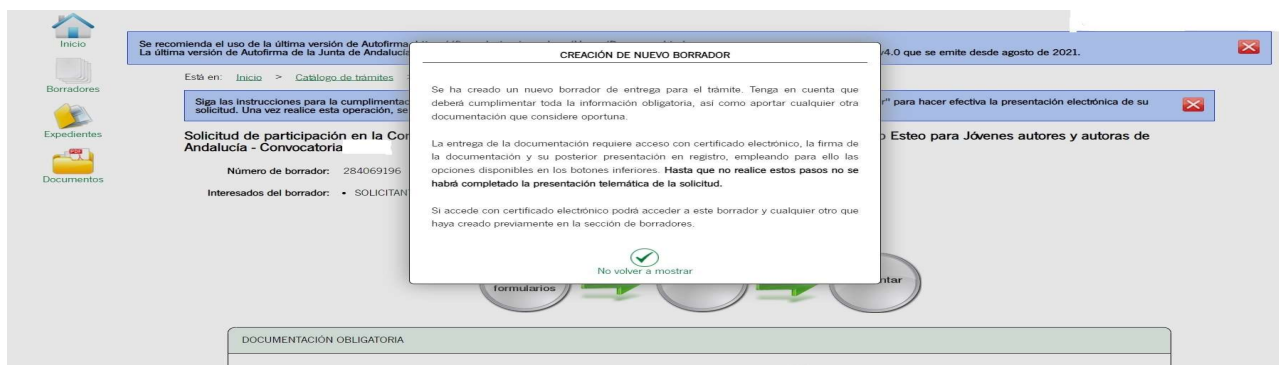 Inicio
Borradores
Expedientes
Documentos
Se recomienda el uso de la última versión de Autofirma
La última versión de Autofirma de la Junta de Andalucía
v4.0 que se emite desde agosto de 2021.
Está en: Inicio > Catálogo de trámites
Siga las instrucciones para la cumplimentac
solicitud. Una vez realice esta operación, se
" para hacer efectiva la presentación electrónica de su
Solicitud de participación en la Con
Esteo para Jóvenes autores y autoras de
Andalucía - Convocatoria
Número de borrador: 284069196
Interesados del borrador: • SOLICITAN
CREACIÓN DE NUEVO BORRADOR
Se ha creado un nuevo borrador de entrega para el trámite. Tenga en cuenta que
deberá cumplimentar toda la información obligatoria, así como aportar cualquier otra
documentación que considere oportuna.
La entrega de la documentación requiere acceso con certificado electrónico, la firma de
la documentación y su posterior presentación en registro, empleando para ello las
opciones disponibles en los botones inferiores. Hasta que no realice estos pasos no se
habrá completado la presentación telemática de la solicitud.
Si accede con certificado electrónico podrá acceder a este borrador y cualquier otro que
haya creado previamente en la sección de borradores.
No volver a mostrar
formularios
ntar
DOCUMENTACIÓN OBLIGATORIA